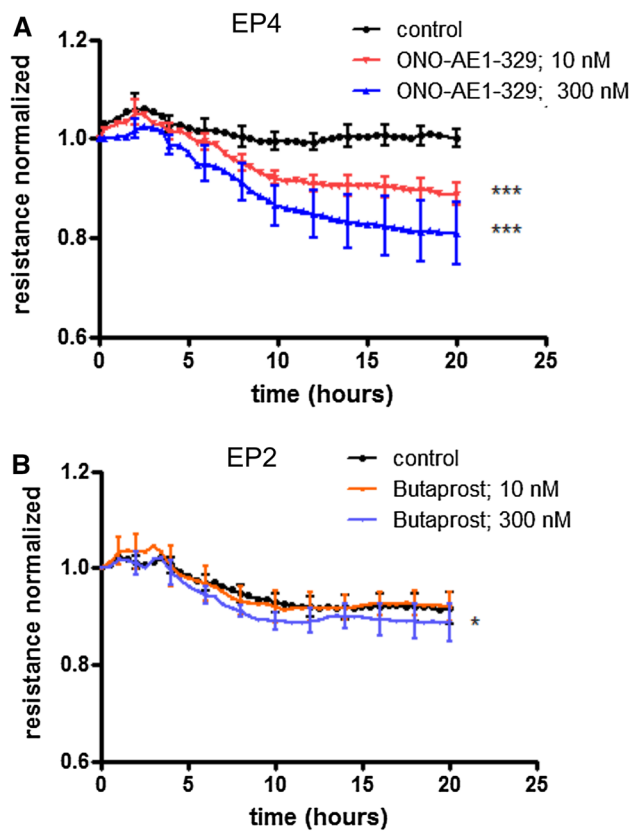 A
EP4
control
ONO-AE1-329; 10 nM
ONO-AE1-329; 300 nM
resistance normalized
1.2
1.0
0.8
0.6
***
***
0 5 10 15 20 25
time (hours)
B
EP2
control
Butaprost; 10 nM
Butaprost; 300 nM
resistance normalized
1.2
1.0
0.8
0.6
*
0 5 10 15 20 25
time (hours)